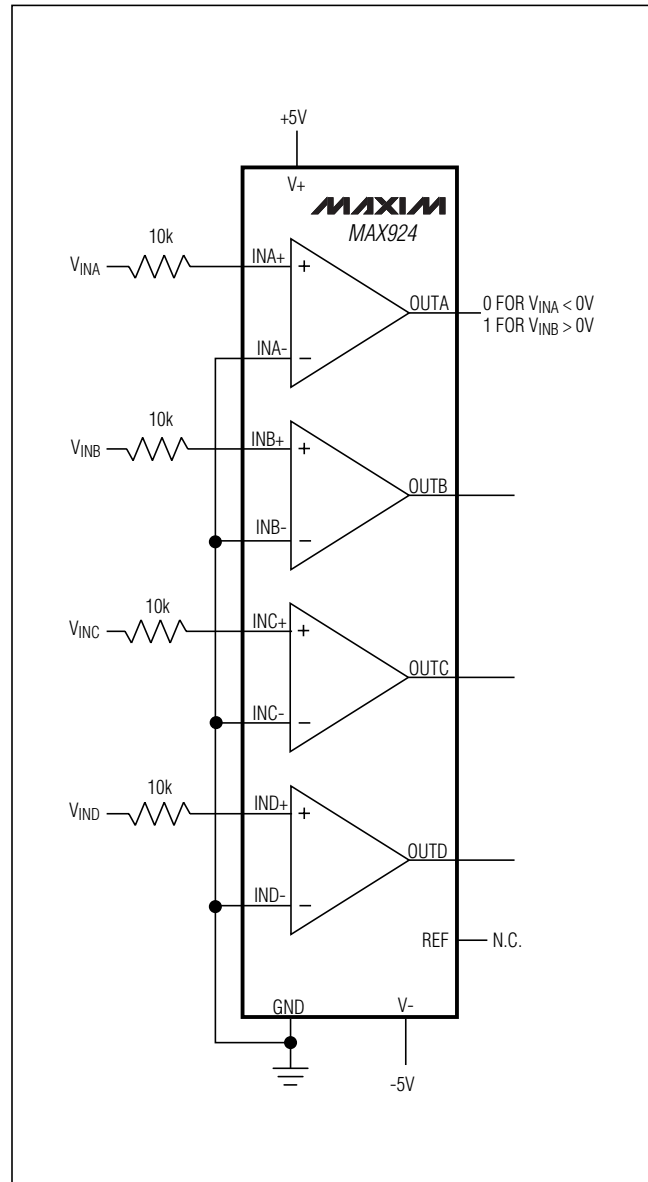 +5V
V+
MAXIM
MAX924
10k
VINA
INA+
+
OUTA
0 FOR VINA < 0V
1 FOR VINB > 0V
INA-
−
10k
VINB
INB+
+
OUTB
INB-
−
10k
VINC
INC+
+
OUTC
INC-
−
10k
VIND
IND+
+
OUTD
IND-
−
REF
N.C.
GND
V-
-5V